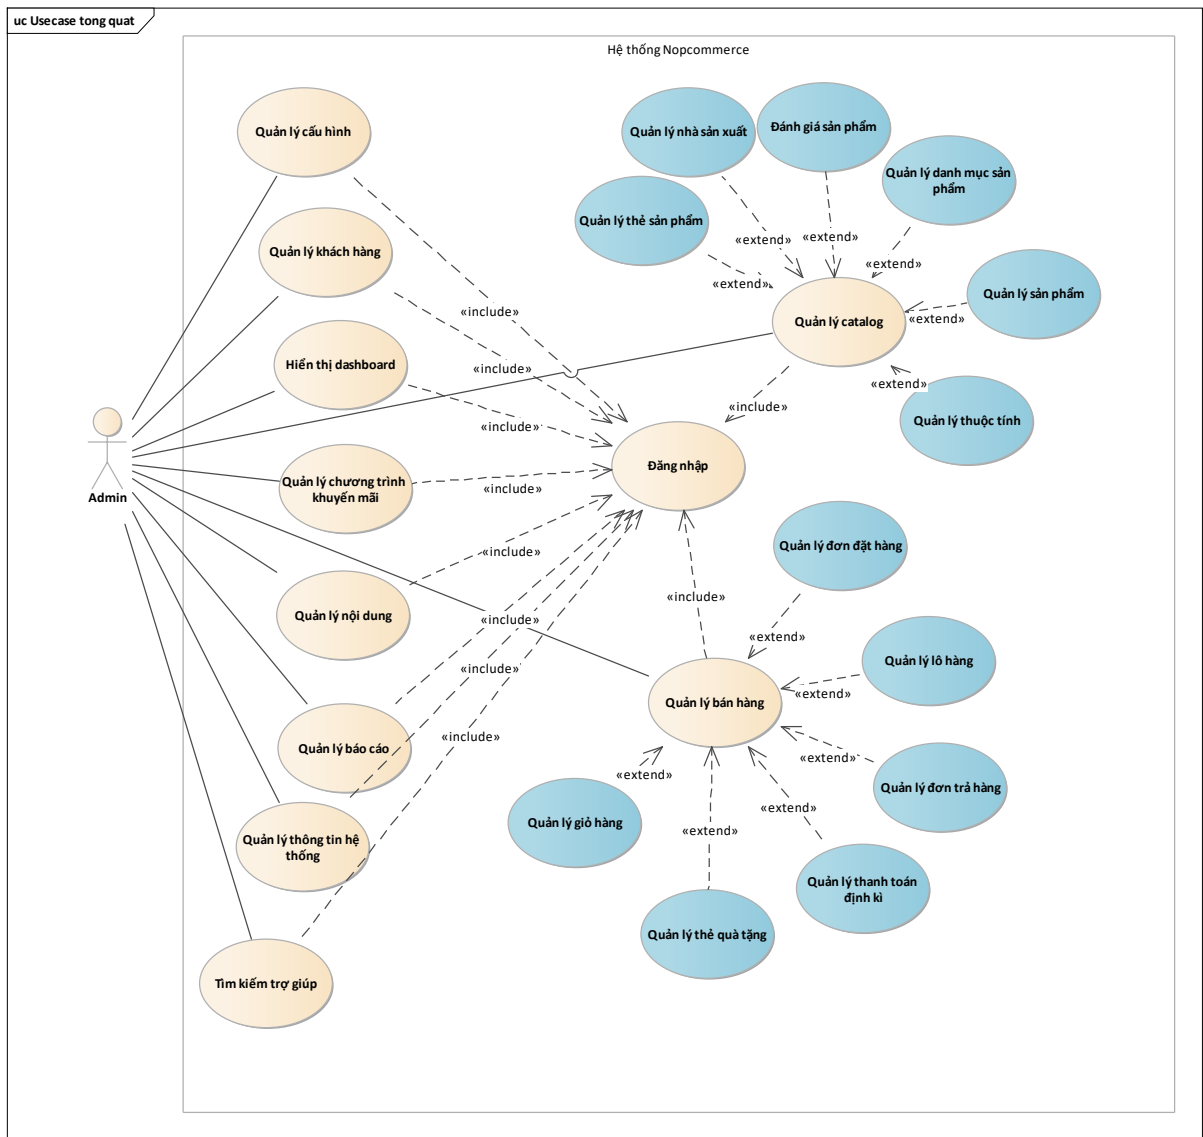 uc Usecase tong quat
Hệ thống Nopcommerce
Quản lý cấu hình
Quản lý nhà sản xuất
Đánh giá sản phẩm
Quản lý danh mục sản
phẩm
Quản lý thẻ sản phẩm
Quản lý khách hàng
«extend»
«extend»
«extend»
«extend»
Quản lý sản phẩm
«include»
Quản lý catalog
«extend»
Hiển thị dashboard
«include»
«extend»
«include»
Quản lý thuộc tính
«include»
Đăng nhập
Admin
Quản lý chương trình
khuyến mãi
«include»
Quản lý đơn đặt hàng
«include»
Quản lý nội dung
«include»
«include»
«extend»
Quản lý lô hàng
«include»
«extend»
Quản lý bán hàng
Quản lý báo cáo
«include»
«extend»
«extend»
Quản lý đơn trả hàng
«extend»
Quản lý giỏ hàng
«extend»
Quản lý thông tin hệ
thống
Quản lý thanh toán
định kì
Quản lý thẻ quà tặng
Tìm kiếm trợ giúp